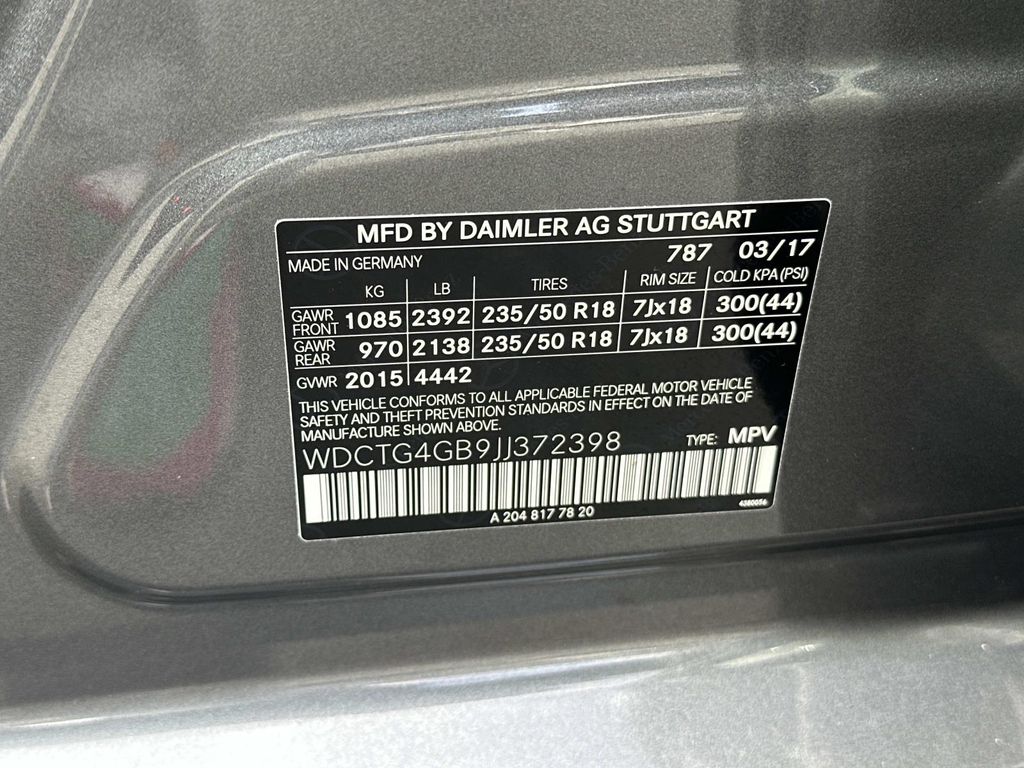 MFD BY DAIMLER AG STUTTGART
MADE IN GERMANY 787 03/17
KG LB TIRES RIM SIZE COLD KPA (PSI)
GAWR FRONT 1085 2392 235/50 R18 7Jx18 300(44)
GAWR REAR 970 2138 235/50 R18 7Jx18 300(44)
GVWR 2015 4442
THIS VEHICLE CONFORMS TO ALL APPLICABLE FEDERAL MOTOR VEHICLE
SAFETY AND THEFT PREVENTION STANDARDS IN EFFECT ON THE DATE OF
MANUFACTURE SHOWN ABOVE.
WDCTG4GB9JJ372398 TYPE: MPV
A 204 817 78 20